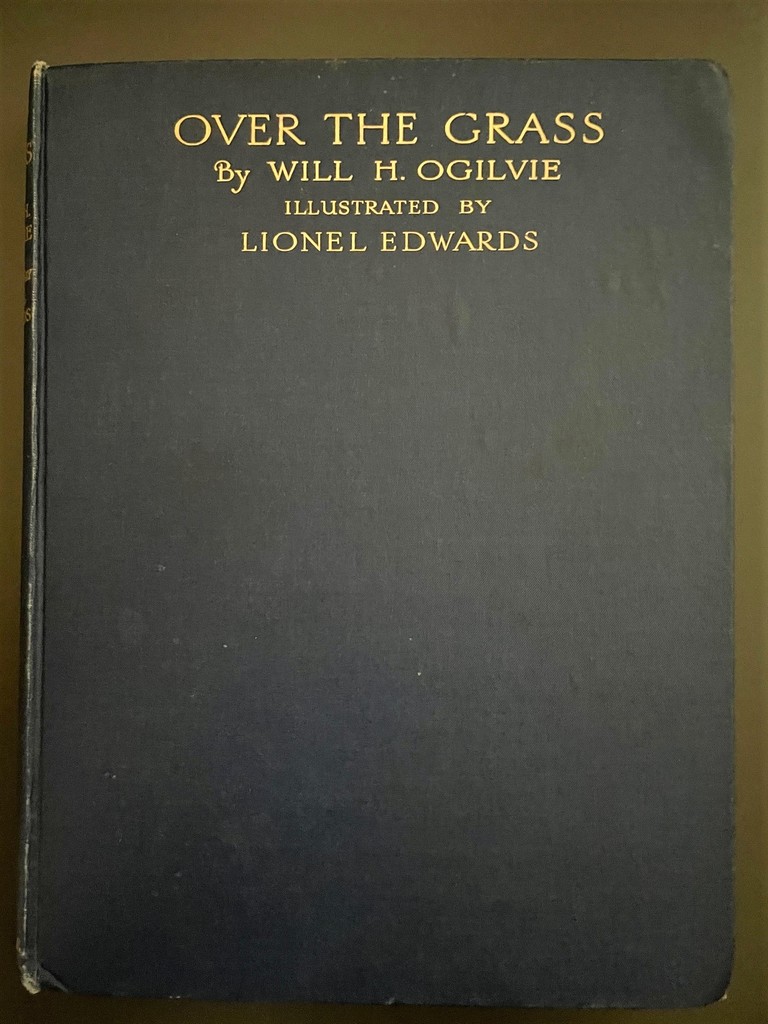 OVER THE GRASS
By WILL H. OGILVIE
ILLUSTRATED BY
LIONEL EDWARDS